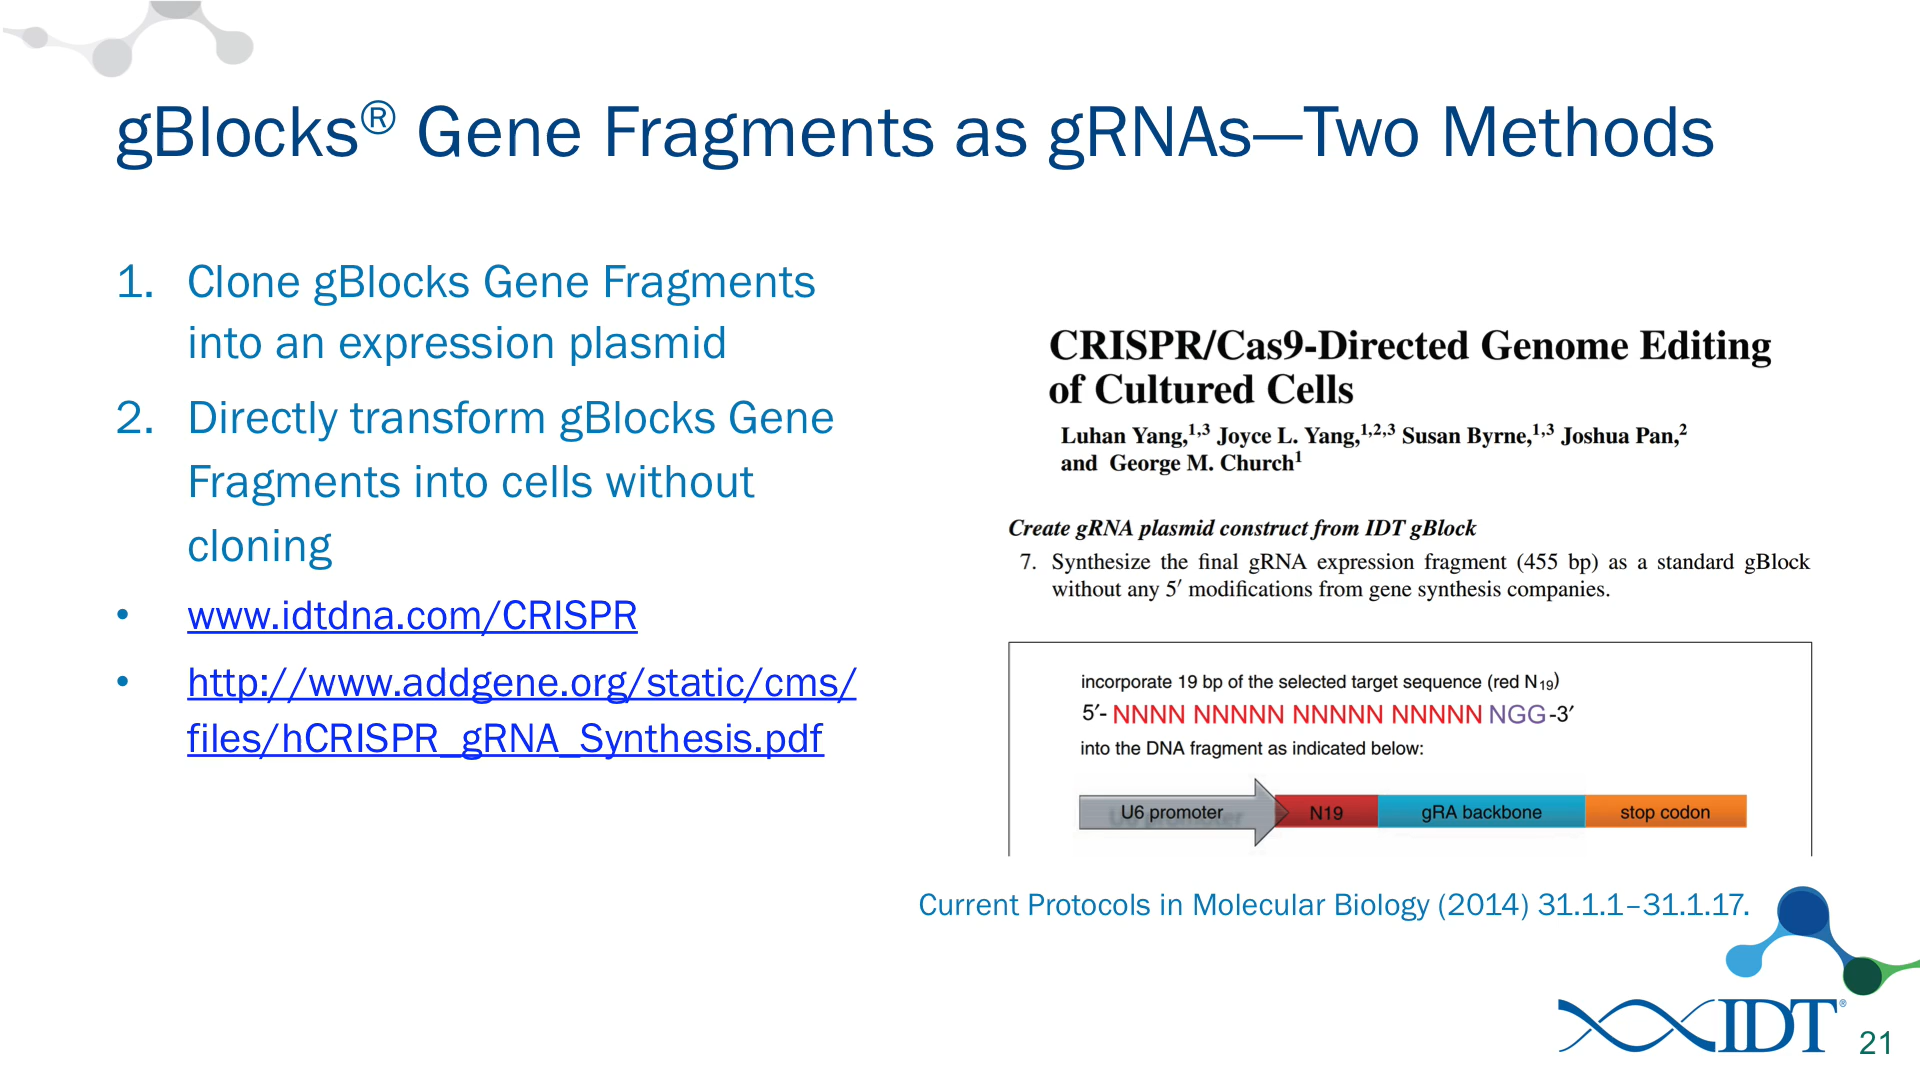 gBlocks® Gene Fragments as gRNAs—Two Methods
1. Clone gBlocks Gene Fragments
into an expression plasmid
2. Directly transform gBlocks Gene
Fragments into cells without
cloning
• www.idtdna.com/CRISPR
• http://www.addgene.org/static/cms/
files/hCRISPR_gRNA_Synthesis.pdf
CRISPR/Cas9-Directed Genome Editing
of Cultured Cells
Luhan Yang,1,3 Joyce L. Yang,1,2,3 Susan Byrne,1,3 Joshua Pan,2
and George M. Church1
Create gRNA plasmid construct from IDT gBlock
7. Synthesize the final gRNA expression fragment (455 bp) as a standard gBlock
without any 5′ modifications from gene synthesis companies.
incorporate 19 bp of the selected target sequence (red N19)
5′- NNNN NNNNN NNNNN NNNNN NGG -3′
into the DNA fragment as indicated below:
U6 promoter N19 gRA backbone stop codon
Current Protocols in Molecular Biology (2014) 31.1.1–31.1.17.
IDT®
21